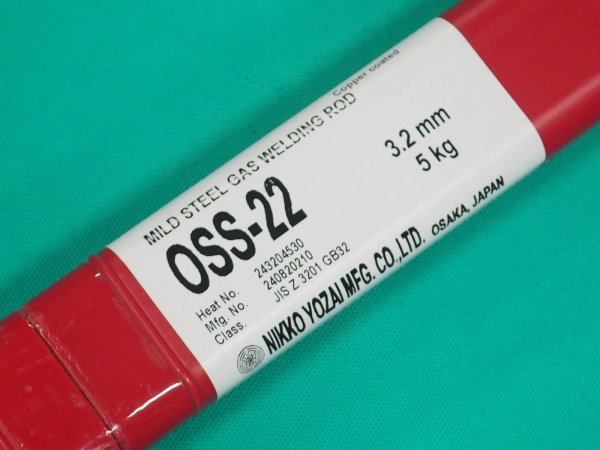 MILD STEEL GAS WELDING ROD Copper coated
OSS-22
3.2 mm
5 kg
Heat No. 243204530
Mfg. No. 240820210
Class. JIS Z 3201 GB32
NIKKO YOZAI MFG. CO.,LTD. OSAKA, JAPAN